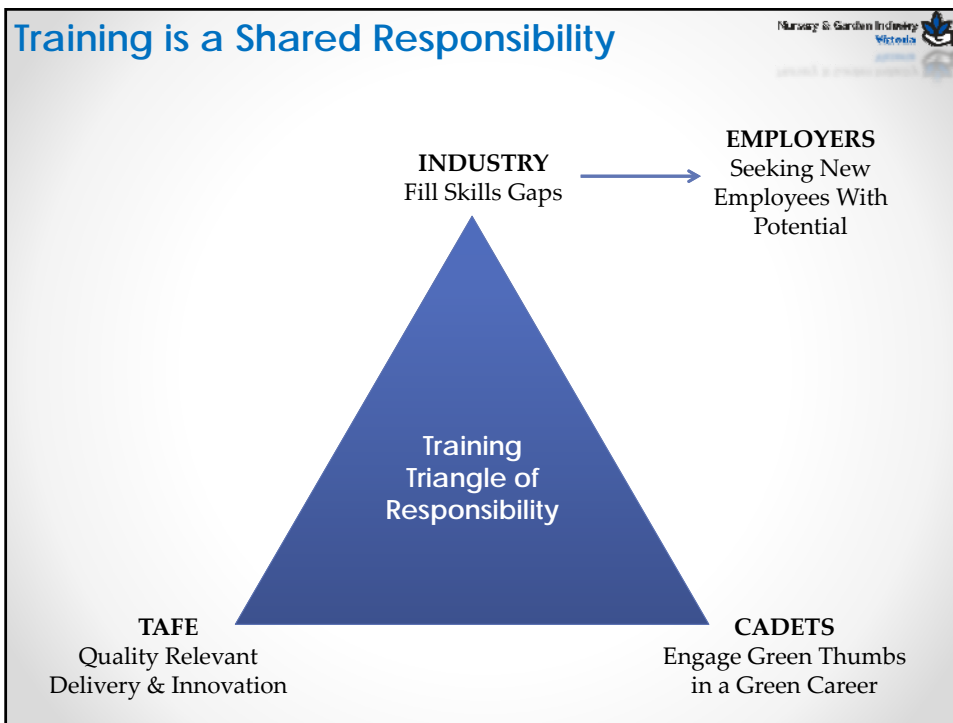 Training is a Shared Responsibility
Nursery & Garden Industry
Victoria
INDUSTRY
Fill Skills Gaps
EMPLOYERS
Seeking New
Employees With
Potential
Training
Triangle of
Responsibility
TAFE
Quality Relevant
Delivery & Innovation
CADETS
Engage Green Thumbs
in a Green Career